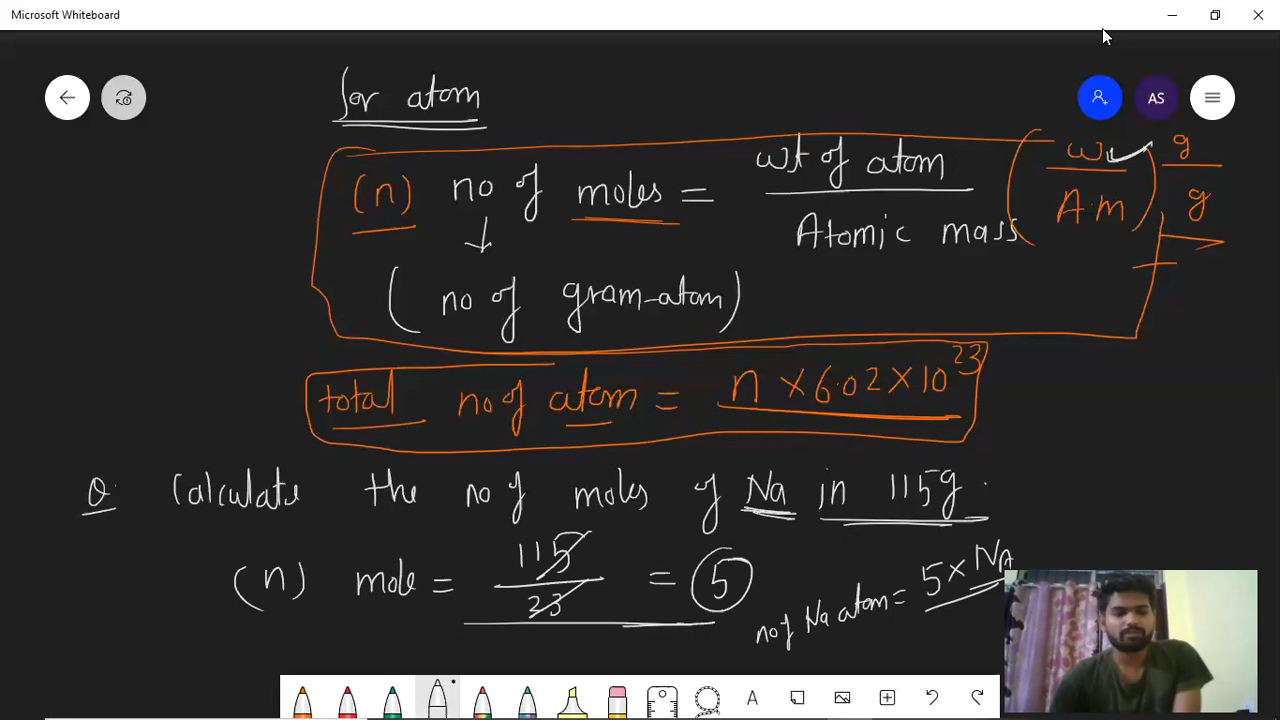 Microsoft Whiteboard
AS
for atom
(n) no of moles = wt of atom / Atomic mass (w / A.m) g / g
↓
(no of gram-atom)
total no of atom = n × 6.02 × 10^23
Q. Calculate the no of moles of Na in 115g.
(n) mole = 115 / 23 = 5
no of Na atom = 5 × NA
A